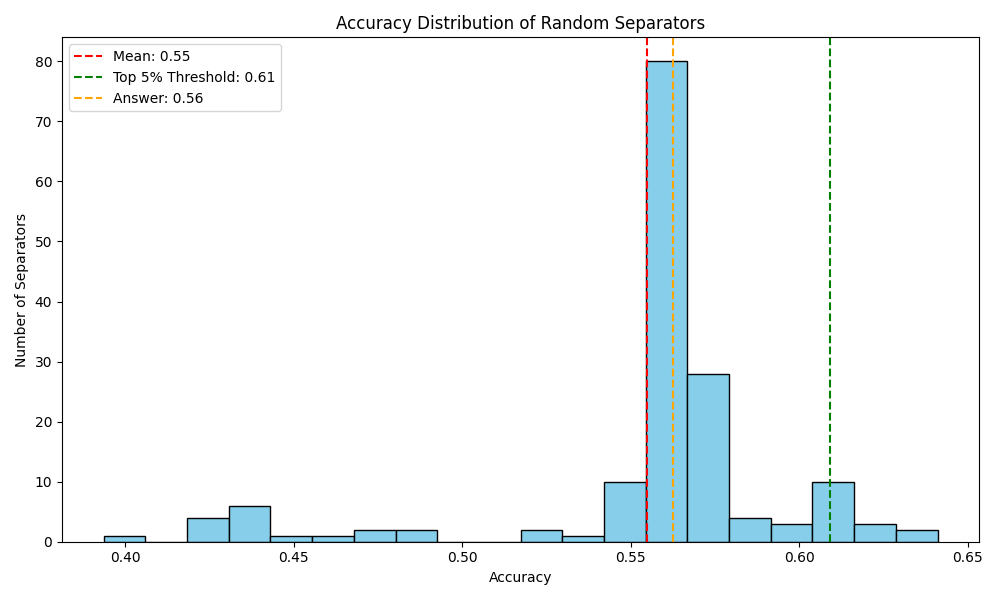 Accuracy Distribution of Random Separators
Mean: 0.55
Top 5% Threshold: 0.61
Answer: 0.56
80
70
60
50
40
30
20
10
0
Number of Separators
0.40 0.45 0.50 0.55 0.60 0.65
Accuracy